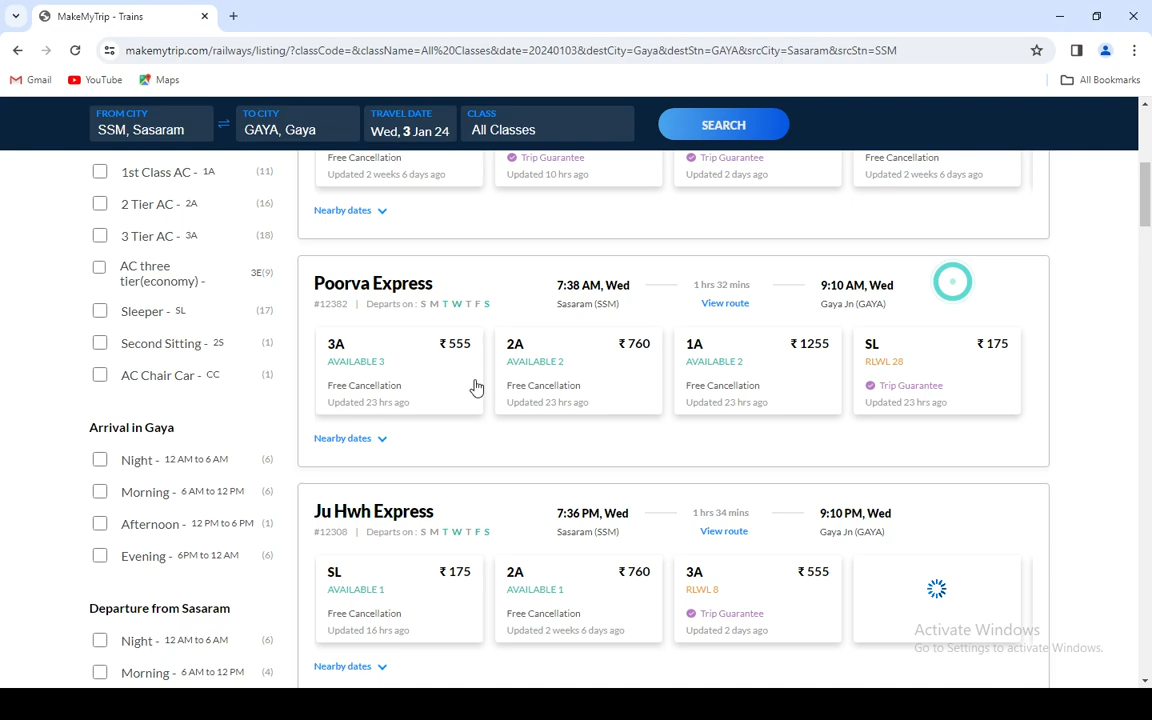 MakeMyTrip - Trains
makemytrip.com/railways/listing/?classCode=&className=All%20Classes&date=20240103&destCity=Gaya&destStn=GAYA&srcCity=Sasaram&srcStn=SSM
Gmail YouTube Maps All Bookmarks
FROM CITY TO CITY TRAVEL DATE CLASS
SSM, Sasaram GAYA, Gaya Wed, 3 Jan 24 All Classes SEARCH
1st Class AC - 1A (11)
2 Tier AC - 2A (16)
3 Tier AC - 3A (18)
AC three
tier(economy) - 3E(9)
Sleeper - SL (17)
Second Sitting - 2S (1)
AC Chair Car - CC (1)
Arrival in Gaya
Night - 12 AM to 6 AM (6)
Morning - 6 AM to 12 PM (6)
Afternoon - 12 PM to 6 PM (1)
Evening - 6PM to 12 AM (6)
Departure from Sasaram
Night - 12 AM to 6 AM (6)
Morning - 6 AM to 12 PM (4)
Free Cancellation Trip Guarantee Trip Guarantee Free Cancellation
Updated 2 weeks 6 days ago Updated 10 hrs ago Updated 2 days ago Updated 2 weeks 6 days ago
Nearby dates
Poorva Express 7:38 AM, Wed 1 hrs 32 mins 9:10 AM, Wed
#12382 | Departs on : S M T W T F S Sasaram (SSM) View route Gaya Jn (GAYA)
3A ₹ 555 2A ₹ 760 1A ₹ 1255 SL ₹ 175
AVAILABLE 3 AVAILABLE 2 AVAILABLE 2 RLWL 28
Free Cancellation Free Cancellation Free Cancellation Trip Guarantee
Updated 23 hrs ago Updated 23 hrs ago Updated 23 hrs ago Updated 23 hrs ago
Nearby dates
Ju Hwh Express 7:36 PM, Wed 1 hrs 34 mins 9:10 PM, Wed
#12308 | Departs on : S M T W T F S Sasaram (SSM) View route Gaya Jn (GAYA)
SL ₹ 175 2A ₹ 760 3A ₹ 555
AVAILABLE 1 AVAILABLE 1 RLWL 8
Free Cancellation Free Cancellation Trip Guarantee
Updated 16 hrs ago Updated 2 weeks 6 days ago Updated 2 days ago
Nearby dates
Activate Windows
Go to Settings to activate Windows.